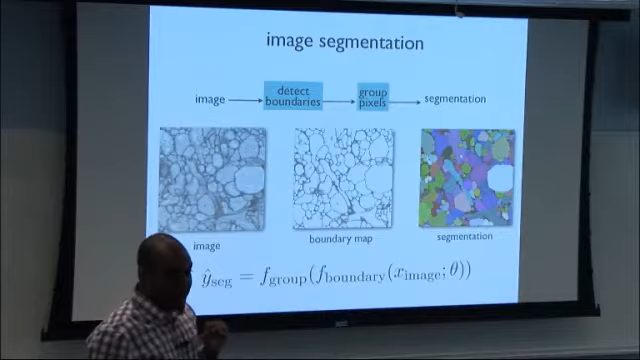 image segmentation
image
detect
boundaries
group
pixels
segmentation
image
boundary map
segmentation
ŷ_seg = f_group(f_boundary(x_image; θ))